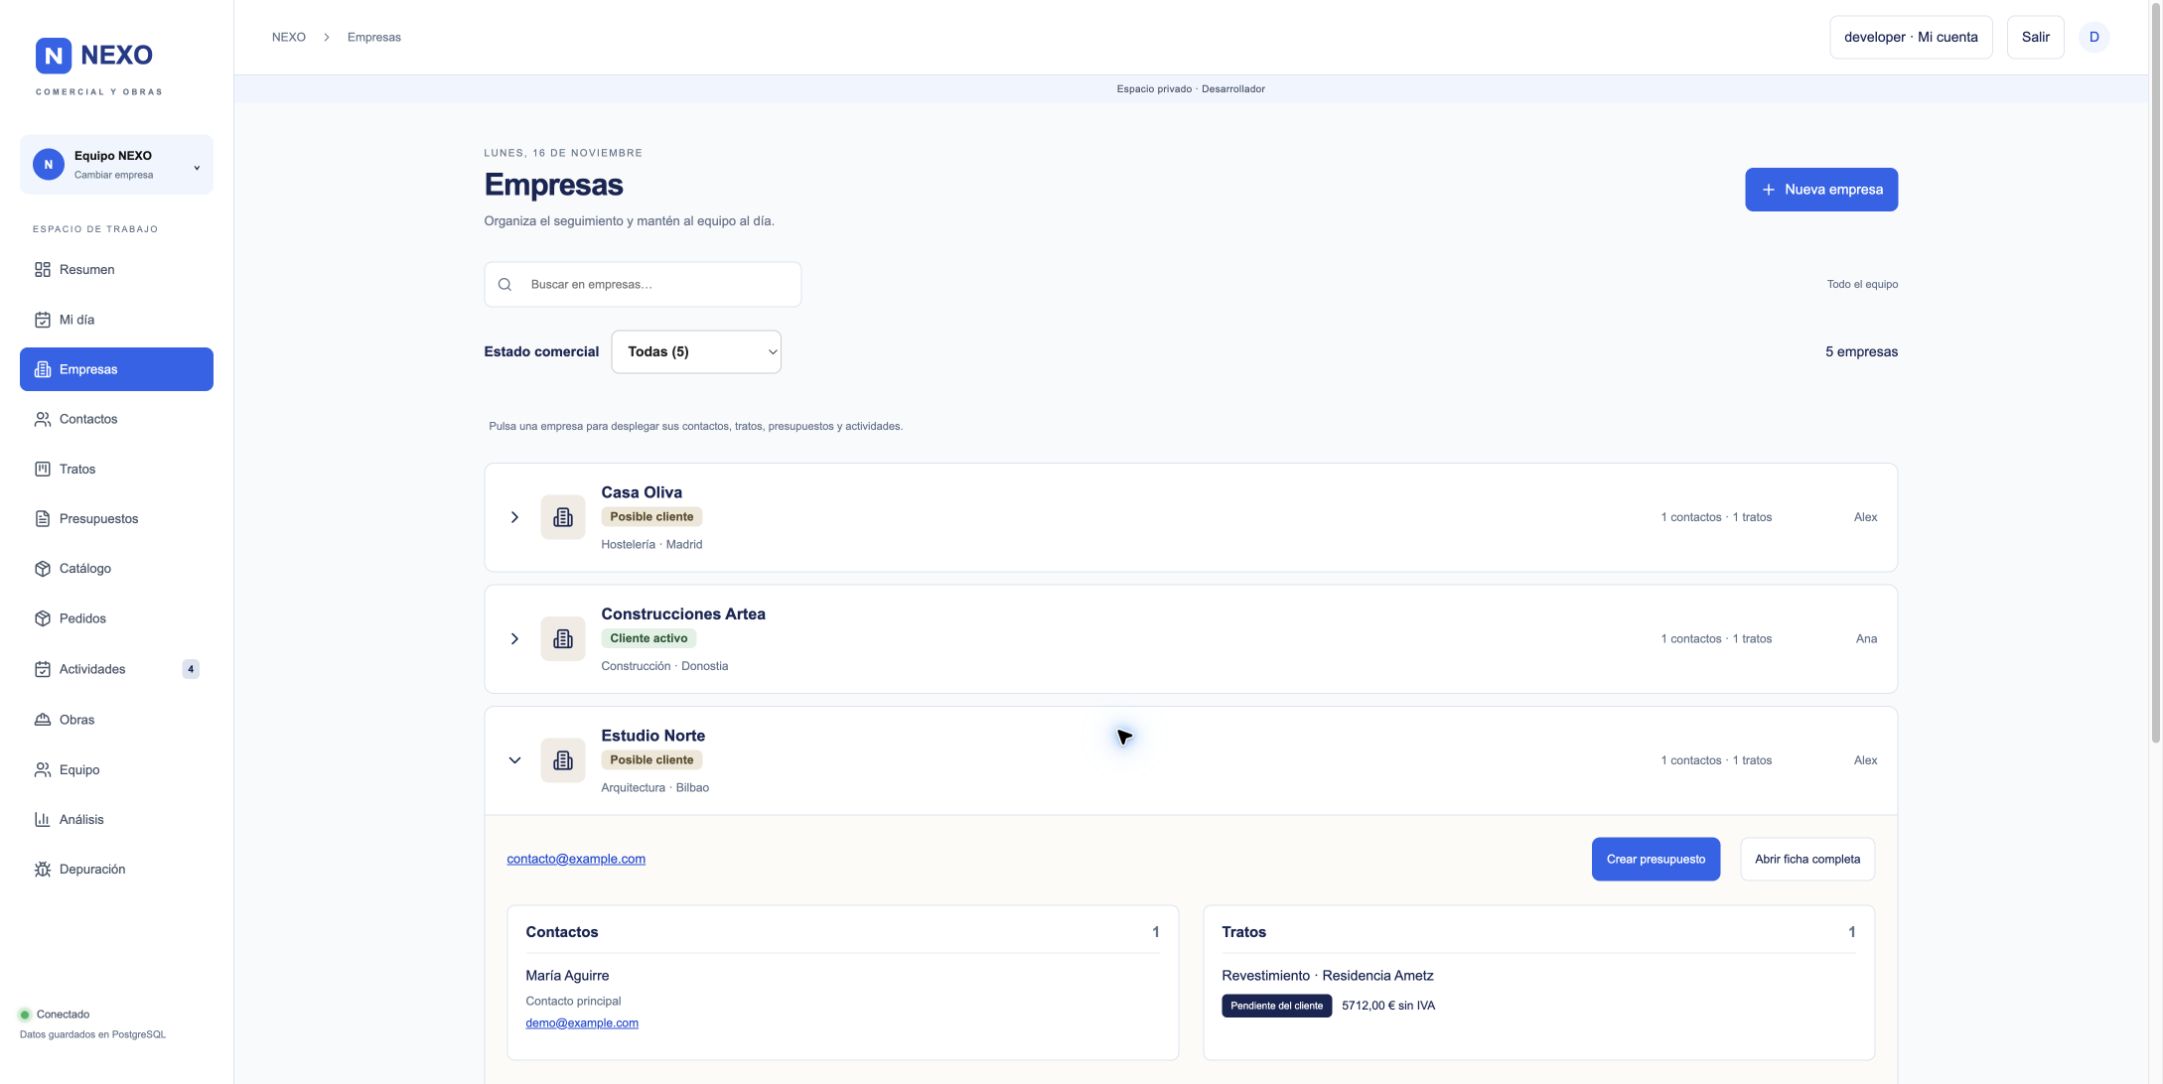 N NEXO
COMERCIAL Y OBRAS
N
Equipo NEXO
Cambiar empresa
ESPACIO DE TRABAJO
Resumen
Mi día
Empresas
Contactos
Tratos
Presupuestos
Catálogo
Pedidos
Actividades 4
Obras
Equipo
Análisis
Depuración
Conectado
Datos guardados en PostgreSQL
NEXO > Empresas
developer · Mi cuenta
Salir
D
Espacio privado · Desarrollador
LUNES, 16 DE NOVIEMBRE
Empresas
Organiza el seguimiento y mantén al equipo al día.
+ Nueva empresa
Buscar en empresas...
Todo el equipo
Estado comercial Todas (5)
5 empresas
Pulsa una empresa para desplegar sus contactos, tratos, presupuestos y actividades.
Casa Oliva
Posible cliente
Hostelería · Madrid
1 contactos · 1 tratos Alex
Construcciones Artea
Cliente activo
Construcción · Donostia
1 contactos · 1 tratos Ana
Estudio Norte
Posible cliente
Arquitectura · Bilbao
1 contactos · 1 tratos Alex
contacto@example.com
Crear presupuesto
Abrir ficha completa
Contactos 1
María Aguirre
Contacto principal
demo@example.com
Tratos 1
Revestimiento · Residencia Ametz
Pendiente del cliente 5712,00 € sin IVA